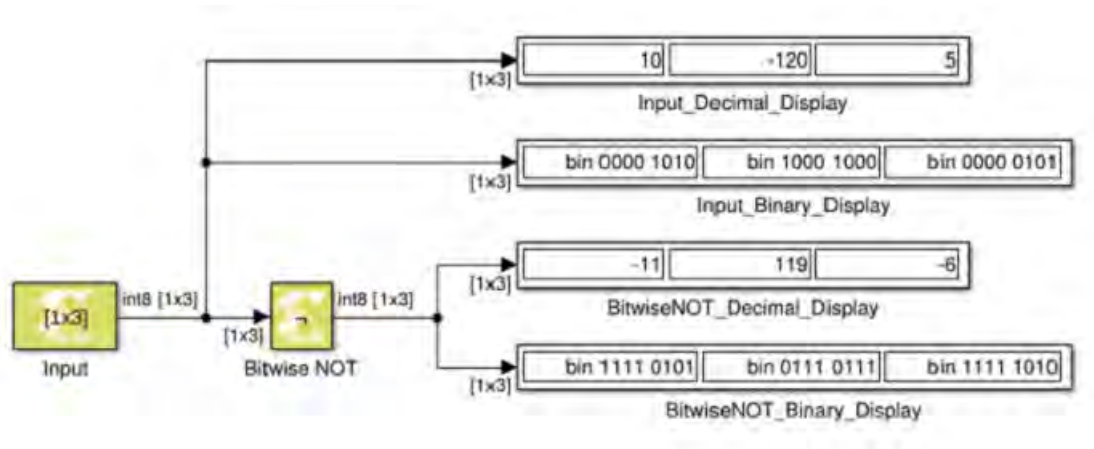 10 -120 5
[1x3]
Input_Decimal_Display
bin 0000 1010 bin 1000 1000 bin 0000 0101
[1x3]
Input_Binary_Display
-11 119 -6
[1x3]
BitwiseNOT_Decimal_Display
int8 [1x3] int8 [1x3]
[1x3] ¬
[1x3]
Input Bitwise NOT
bin 1111 0101 bin 0111 0111 bin 1111 1010
[1x3]
BitwiseNOT_Binary_Display